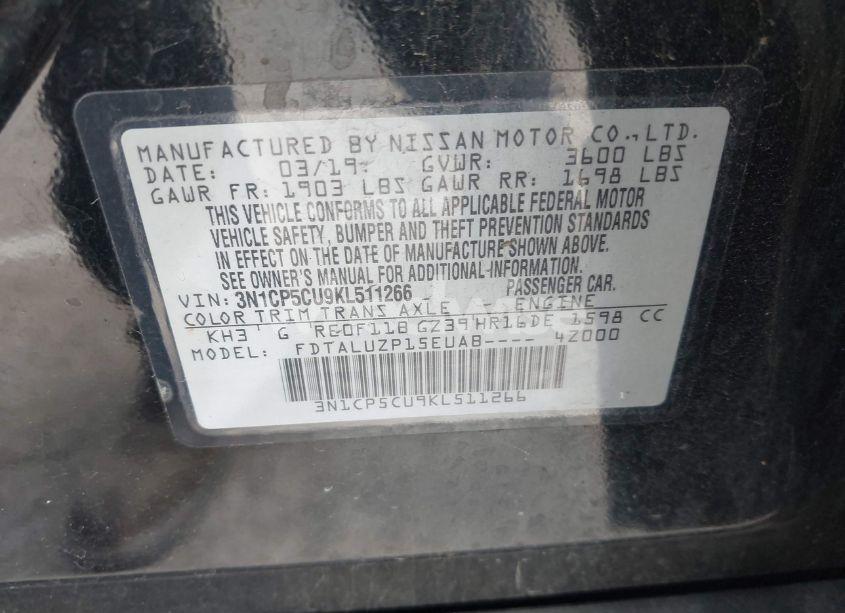 MANUFACTURED BY NISSAN MOTOR CO., LTD.
DATE: 03/19 GVWR: 3600 LBS
GAWR FR: 1903 LBS GAWR RR: 1698 LBS
THIS VEHICLE CONFORMS TO ALL APPLICABLE FEDERAL MOTOR
VEHICLE SAFETY, BUMPER AND THEFT PREVENTION STANDARDS
IN EFFECT ON THE DATE OF MANUFACTURE SHOWN ABOVE.
SEE OWNER'S MANUAL FOR ADDITIONAL INFORMATION.
VIN: 3N1CP5CU9KL511266 PASSENGER CAR.
COLOR TRIM TRANS AXLE ENGINE
KH3 G RE0F11B GZ39 HR16DE 1598 CC
MODEL: FDTALUZP15EUAB---- 4Z000
3N1CP5CU9KL511266